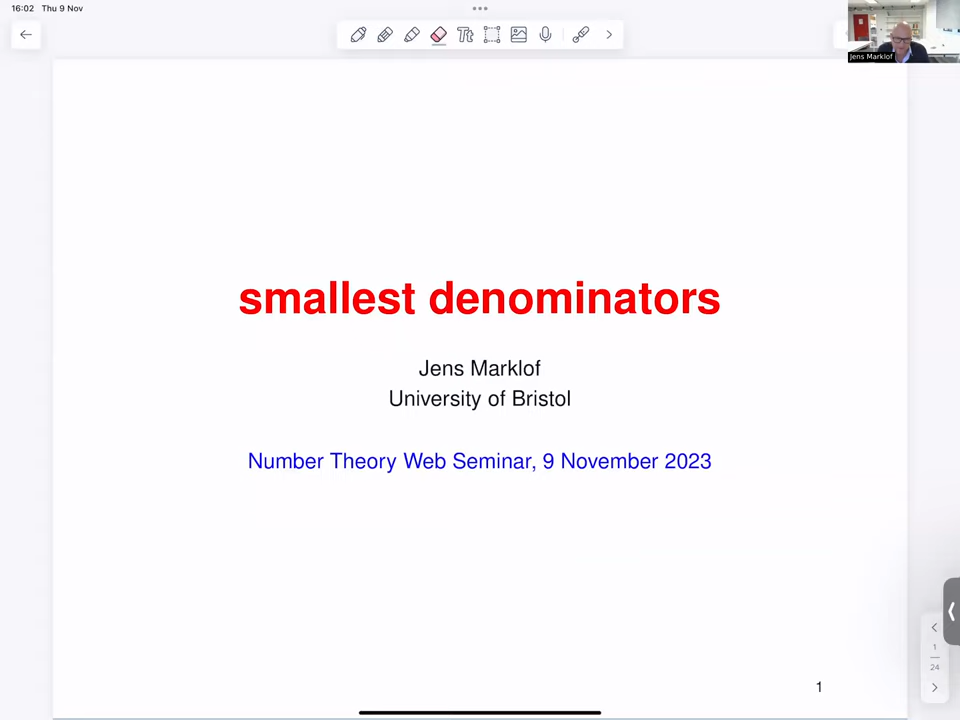 16:02 Thu 9 Nov
Tt
Jens Marklof
smallest denominators
Jens Marklof
University of Bristol
Number Theory Web Seminar, 9 November 2023
1
24
1